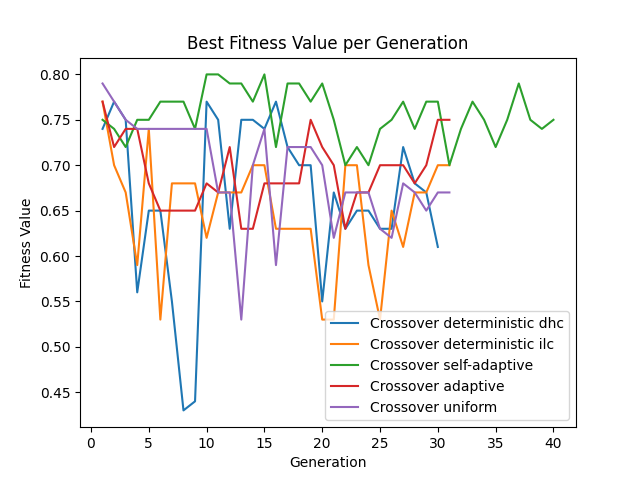 Best Fitness Value per Generation
Fitness Value
0.80
0.75
0.70
0.65
0.60
0.55
0.50
0.45
0
5
10
15
20
25
30
35
40
Generation
Crossover deterministic dhc
Crossover deterministic ilc
Crossover self-adaptive
Crossover adaptive
Crossover uniform